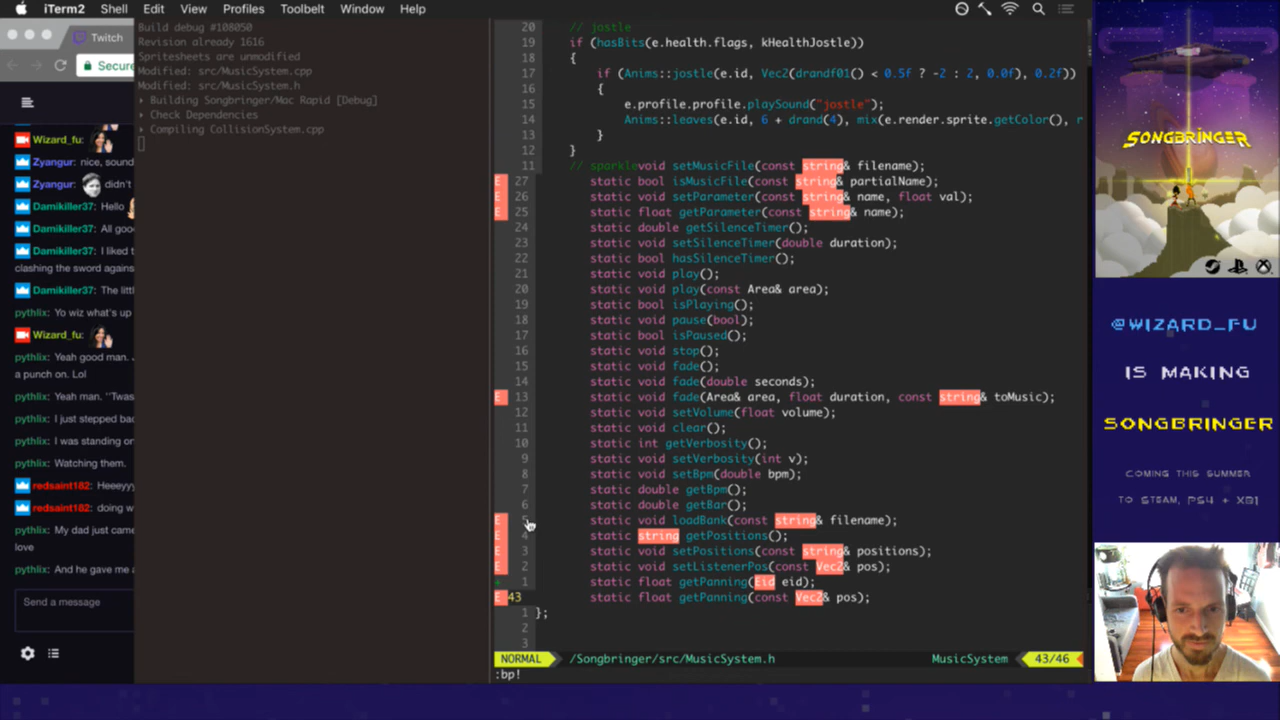 iTerm2 Shell Edit View Profiles Toolbelt Window Help
Twitch
Secure
Wizard_fu:
Zyangur: nice, sound
Zyangur: didn't
Damikiller37: Hello
Damikiller37: All good
Damikiller37: I liked t
clashing the sword against
Damikiller37: The littl
pythlix: Yo wiz what's up
Wizard_fu:
pythlix: Yeah good man. J
a punch on. Lol
pythlix: Yeah man. "Twas
pythlix: I just stepped bac
pythlix: I was standing on
pythlix: Watching them.
redsaint182: Heeeyyy
redsaint182: doing w
pythlix: My dad just came
love
pythlix: And he gave me a
Send a message
Build debug #108050
Revision already 1616
Spritesheets are unmodified
Modified: src/MusicSystem.cpp
Modified: src/MusicSystem.h
Building Songbringer/Mac Rapid [Debug]
Check Dependencies
Compiling CollisionSystem.cpp
20 // jostle
19 if (hasBits(e.health.flags, kHealthJostle))
18 {
17 if (Anims::jostle(e.id, Vec2(drandf01() < 0.5f ? -2 : 2, 0.0f), 0.2f))
16 {
15 e.profile.profile.playSound("jostle");
14 Anims::leaves(e.id, 6 + drand(4), mix(e.render.sprite.getColor(), r
13 }
12 }
11 // sparklevoid setMusicFile(const string& filename);
E 27 static bool isMusicFile(const string& partialName);
E 26 static void setParameter(const string& name, float val);
E 25 static float getParameter(const string& name);
24 static double getSilenceTimer();
23 static void setSilenceTimer(double duration);
22 static bool hasSilenceTimer();
21 static void play();
20 static void play(const Area& area);
19 static bool isPlaying();
18 static void pause(bool);
17 static bool isPaused();
16 static void stop();
15 static void fade();
14 static void fade(double seconds);
E 13 static void fade(Area& area, float duration, const string& toMusic);
12 static void setVolume(float volume);
11 static void clear();
10 static int getVerbosity();
9 static void setVerbosity(int v);
8 static void setBpm(double bpm);
7 static double getBpm();
6 static double getBar();
E 5 static void loadBank(const string& filename);
E 4 static string getPositions();
E 3 static void setPositions(const string& positions);
E 2 static void setListenerPos(const Vec2& pos);
+ 1 static float getPanning(Eid eid);
E 43 static float getPanning(const Vec2& pos);
1 };
2
3
NORMAL /Songbringer/src/MusicSystem.h MusicSystem 43/46
:bp!
SONGBRINGER
@WIZARD_FU
IS MAKING
SONGBRINGER
COMING THIS SUMMER
TO STEAM, PS4 + XB1